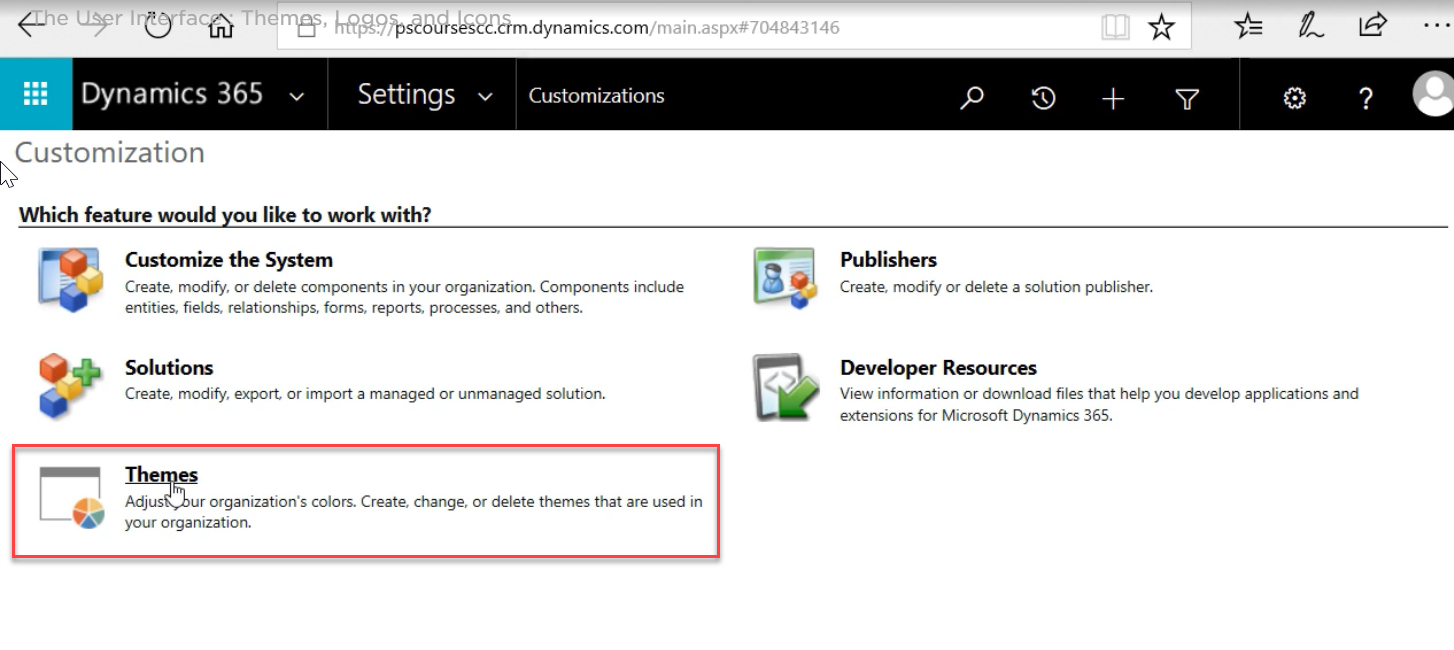 The User Interface : Themes, Logos, and Icons
https://pscoursescc.crm.dynamics.com/main.aspx#704843146
Dynamics 365
Settings
Customizations
Customization
Which feature would you like to work with?
Customize the System
Create, modify, or delete components in your organization. Components include
entities, fields, relationships, forms, reports, processes, and others.
Publishers
Create, modify or delete a solution publisher.
Solutions
Create, modify, export, or import a managed or unmanaged solution.
Developer Resources
View information or download files that help you develop applications and
extensions for Microsoft Dynamics 365.
Themes
Adjust your organization's colors. Create, change, or delete themes that are used in
your organization.